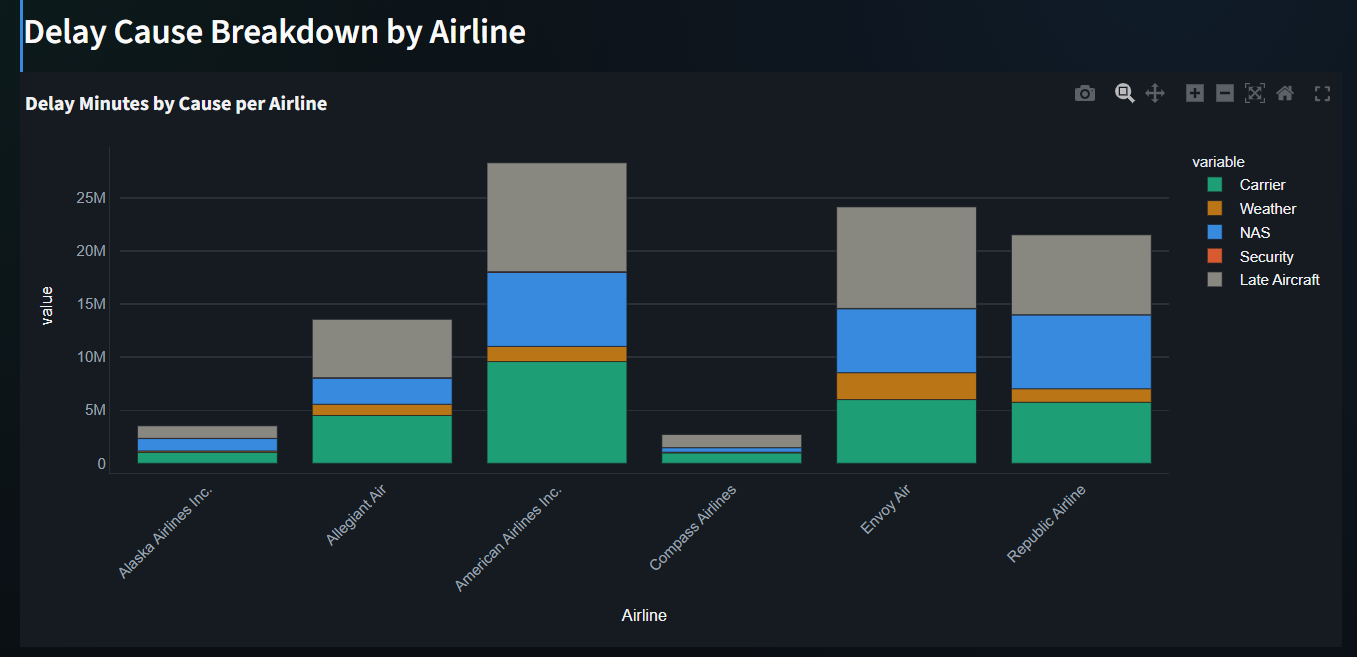 Delay Cause Breakdown by Airline
Delay Minutes by Cause per Airline
variable
Carrier
Weather
NAS
Security
Late Aircraft
value
25M
20M
15M
10M
5M
0
Alaska Airlines Inc.
Allegiant Air
American Airlines Inc.
Compass Airlines
Envoy Air
Republic Airline
Airline